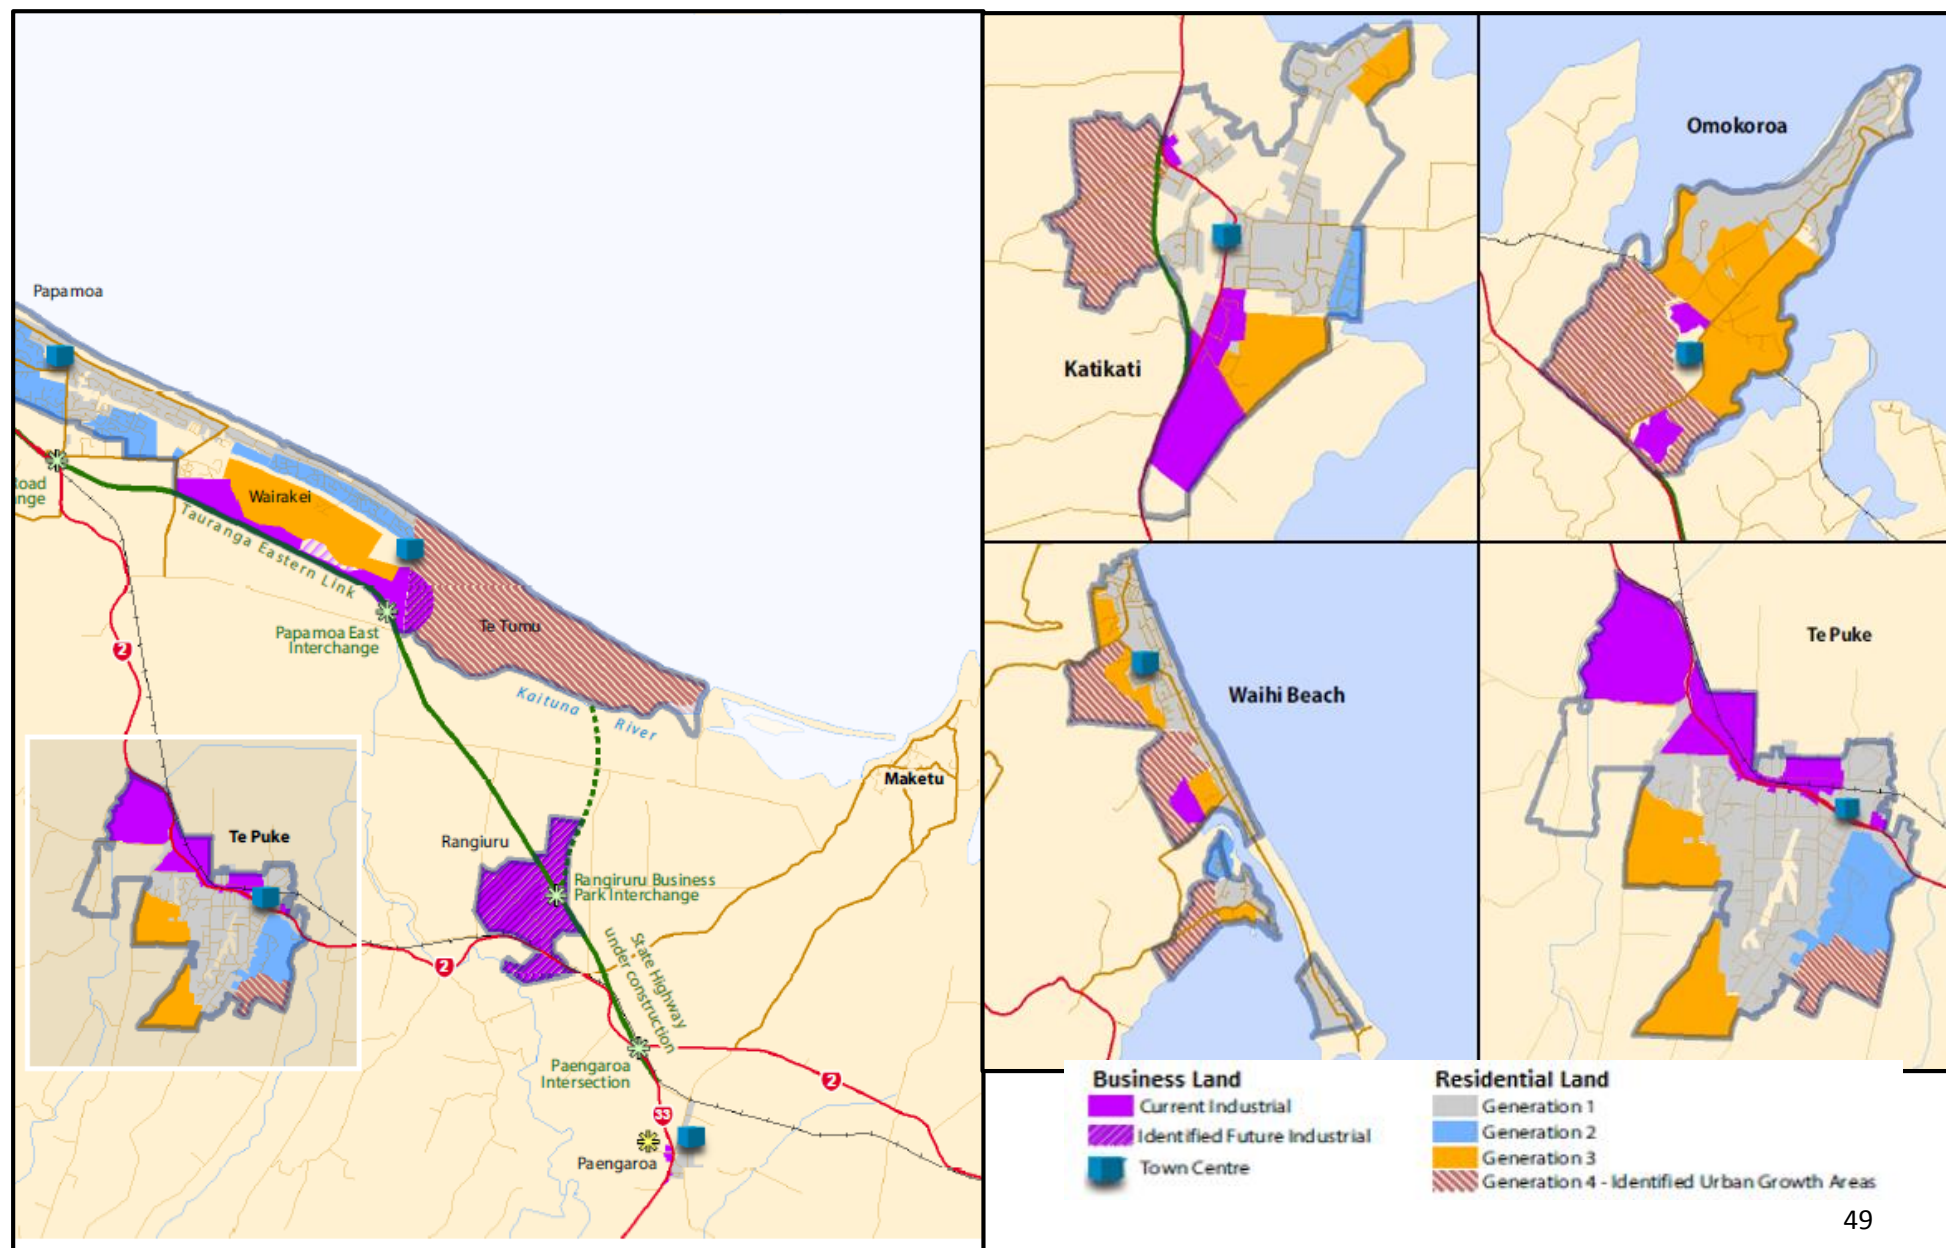 Papamoa
Road
nge
Wairakei
Tauranga Eastern Link
Papamoa East
Interchange
Te Tumu
Kaituna River
2
Te Puke
Rangiuru
Maketu
Rangiruru Business
Park Interchange
2
State Highway
under construction
Paengaroa
Intersection
2
33
Paengaroa
Katikati
Omokoroa
Waihi Beach
Te Puke
Business Land
Current Industrial
Identified Future Industrial
Town Centre
Residential Land
Generation 1
Generation 2
Generation 3
Generation 4 - Identified Urban Growth Areas
49